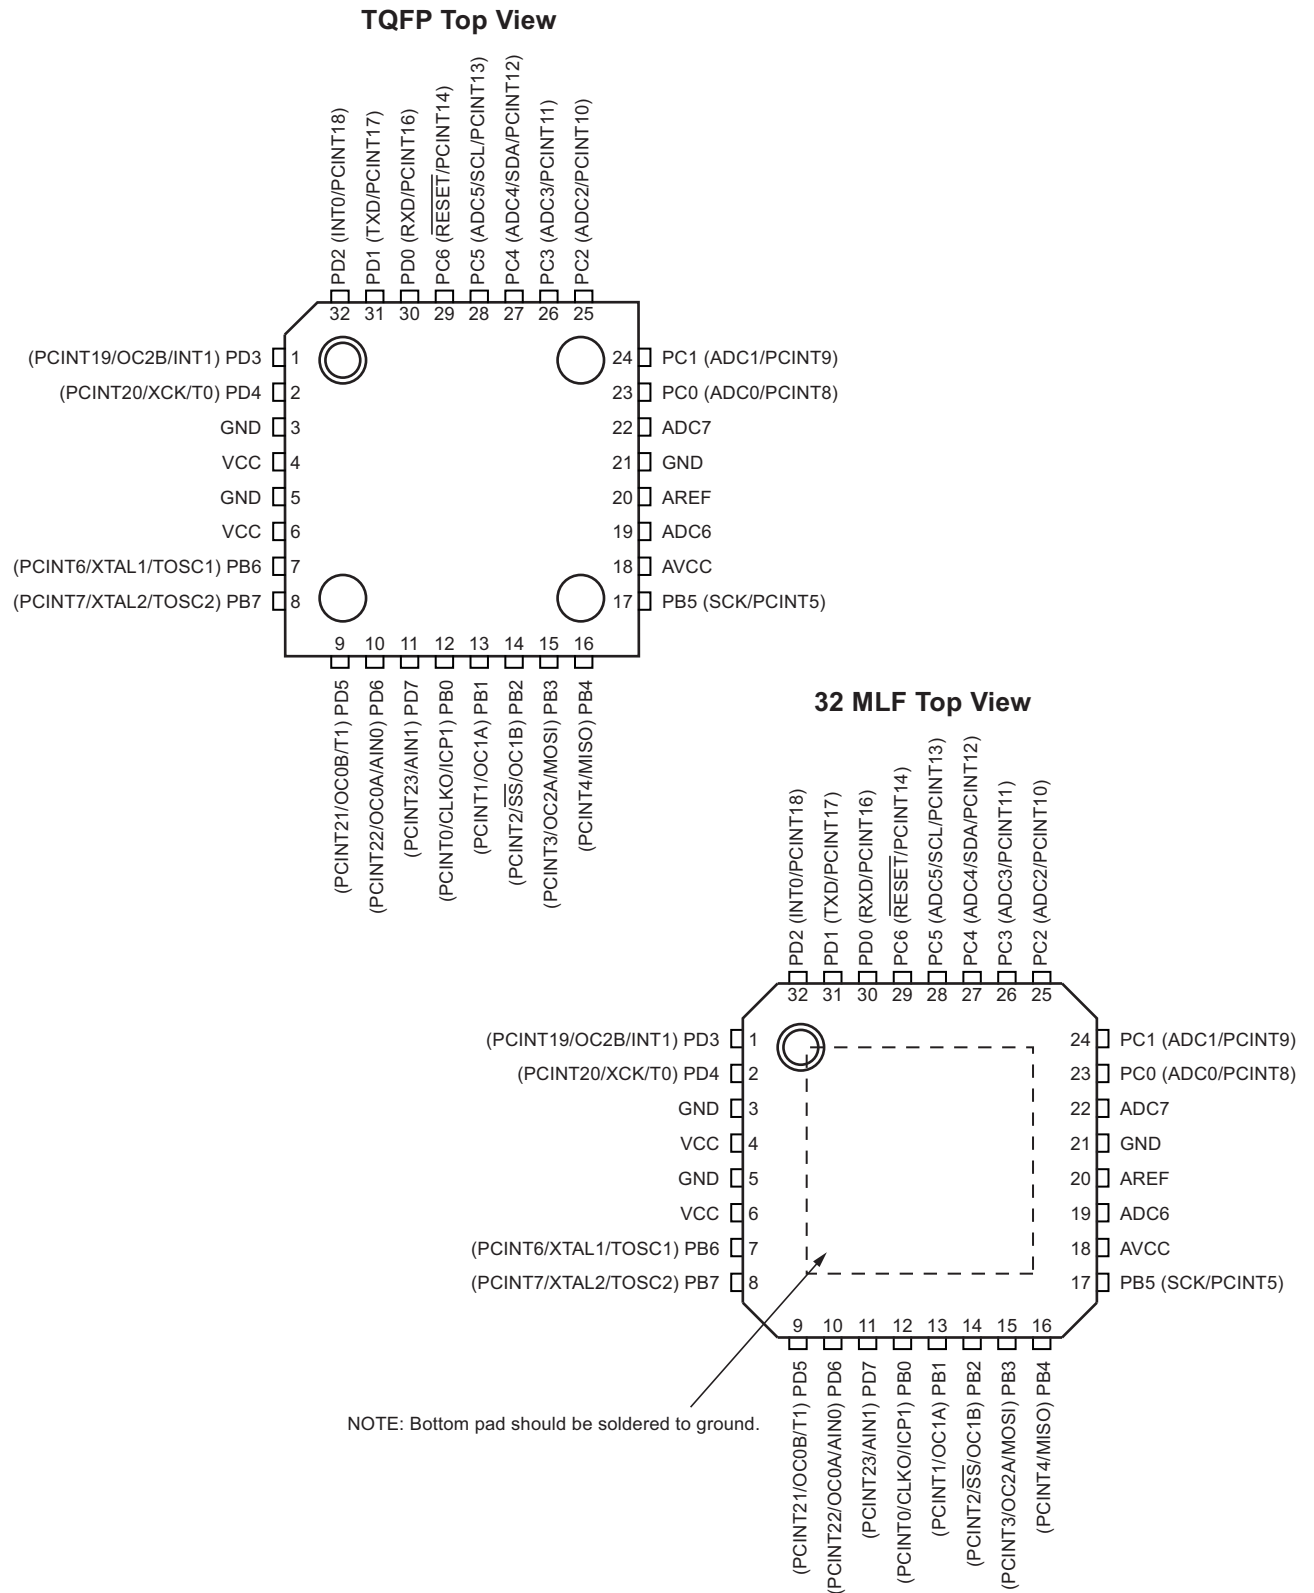 TQFP Top View
PD2 (INT0/PCINT18)
PD1 (TXD/PCINT17)
PD0 (RXD/PCINT16)
PC6 (RESET/PCINT14)
PC5 (ADC5/SCL/PCINT13)
PC4 (ADC4/SDA/PCINT12)
PC3 (ADC3/PCINT11)
PC2 (ADC2/PCINT10)
32 31 30 29 28 27 26 25
(PCINT19/OC2B/INT1) PD3 1 24 PC1 (ADC1/PCINT9)
(PCINT20/XCK/T0) PD4 2 23 PC0 (ADC0/PCINT8)
GND 3 22 ADC7
VCC 4 21 GND
GND 5 20 AREF
VCC 6 19 ADC6
(PCINT6/XTAL1/TOSC1) PB6 7 18 AVCC
(PCINT7/XTAL2/TOSC2) PB7 8 17 PB5 (SCK/PCINT5)
9 10 11 12 13 14 15 16
(PCINT21/OC0B/T1) PD5
(PCINT22/OC0A/AIN0) PD6
(PCINT23/AIN1) PD7
(PCINT0/CLKO/ICP1) PB0
(PCINT1/OC1A) PB1
(PCINT2/SS/OC1B) PB2
(PCINT3/OC2A/MOSI) PB3
(PCINT4/MISO) PB4
32 MLF Top View
PD2 (INT0/PCINT18)
PD1 (TXD/PCINT17)
PD0 (RXD/PCINT16)
PC6 (RESET/PCINT14)
PC5 (ADC5/SCL/PCINT13)
PC4 (ADC4/SDA/PCINT12)
PC3 (ADC3/PCINT11)
PC2 (ADC2/PCINT10)
32 31 30 29 28 27 26 25
(PCINT19/OC2B/INT1) PD3 1 24 PC1 (ADC1/PCINT9)
(PCINT20/XCK/T0) PD4 2 23 PC0 (ADC0/PCINT8)
GND 3 22 ADC7
VCC 4 21 GND
GND 5 20 AREF
VCC 6 19 ADC6
(PCINT6/XTAL1/TOSC1) PB6 7 18 AVCC
(PCINT7/XTAL2/TOSC2) PB7 8 17 PB5 (SCK/PCINT5)
9 10 11 12 13 14 15 16
(PCINT21/OC0B/T1) PD5
(PCINT22/OC0A/AIN0) PD6
(PCINT23/AIN1) PD7
(PCINT0/CLKO/ICP1) PB0
(PCINT1/OC1A) PB1
(PCINT2/SS/OC1B) PB2
(PCINT3/OC2A/MOSI) PB3
(PCINT4/MISO) PB4
NOTE: Bottom pad should be soldered to ground.